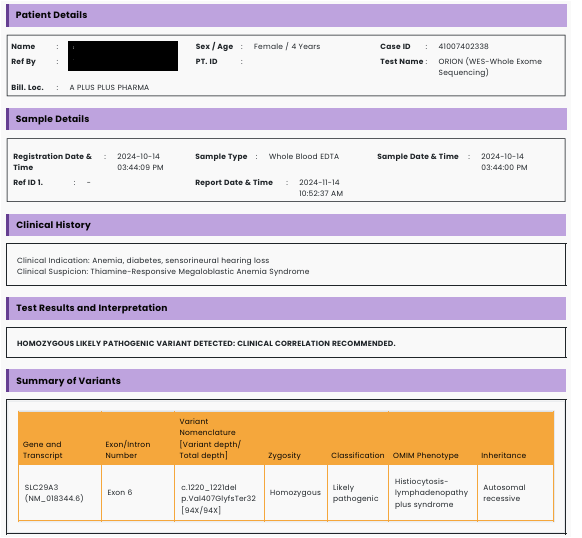 Patient Details
Name : Sex / Age : Female / 4 Years Case ID : 41007402338
Ref By : PT. ID : Test Name : ORION (WES-Whole Exome
Sequencing)
Bill. Loc. : A PLUS PLUS PHARMA
Sample Details
Registration Date & : 2024-10-14 Sample Type : Whole Blood EDTA Sample Date & Time : 2024-10-14
Time 03:44:09 PM 03:44:00 PM
Ref ID 1. : - Report Date & Time : 2024-11-14
10:52:37 AM
Clinical History
Clinical Indication: Anemia, diabetes, sensorineural hearing loss
Clinical Suspicion: Thiamine-Responsive Megaloblastic Anemia Syndrome
Test Results and Interpretation
HOMOZYGOUS LIKELY PATHOGENIC VARIANT DETECTED: CLINICAL CORRELATION RECOMMENDED.
Summary of Variants
Gene and
Transcript
Exon/Intron
Number
Variant
Nomenclature
[Variant depth/
Total depth]
Zygosity
Classification
OMIM Phenotype
Inheritance
SLC29A3
(NM_018344.6)
Exon 6
c.1220_1221del
p.Val407GlyfsTer32
[94X/94X]
Homozygous
Likely
pathogenic
Histiocytosis-
lymphadenopathy
plus syndrome
Autosomal
recessive